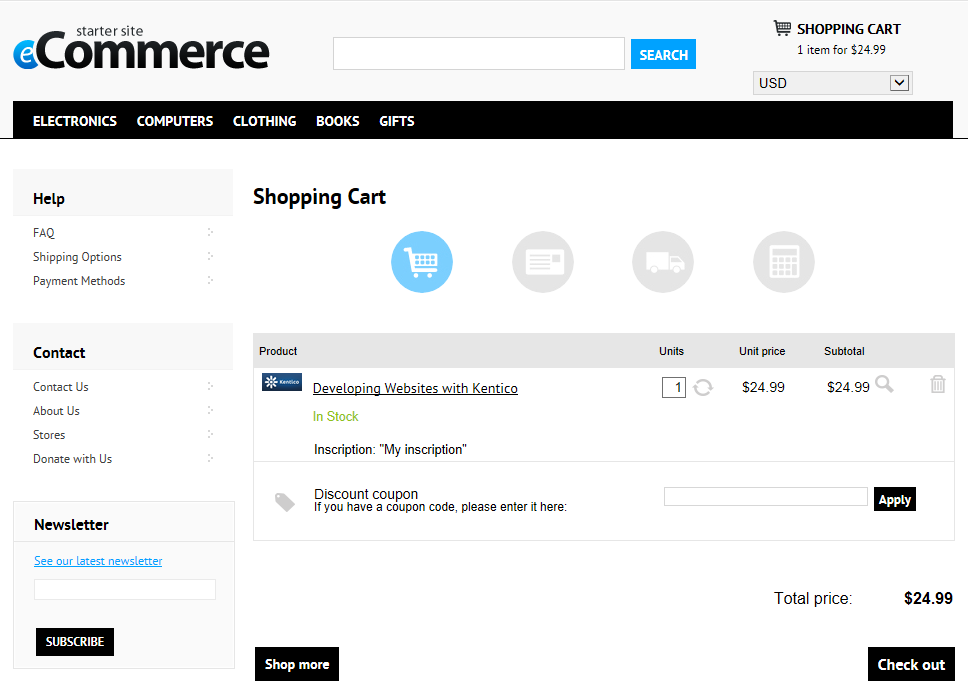 starter site
eCommerce
SEARCH
SHOPPING CART
1 item for $24.99
USD
ELECTRONICS COMPUTERS CLOTHING BOOKS GIFTS
Help
FAQ
Shipping Options
Payment Methods
Contact
Contact Us
About Us
Stores
Donate with Us
Newsletter
See our latest newsletter
SUBSCRIBE
Shopping Cart
Product Units Unit price Subtotal
Kentico
Developing Websites with Kentico 1 $24.99 $24.99
In Stock
Inscription: "My inscription"
Discount coupon
If you have a coupon code, please enter it here:
Apply
Total price: $24.99
Shop more
Check out